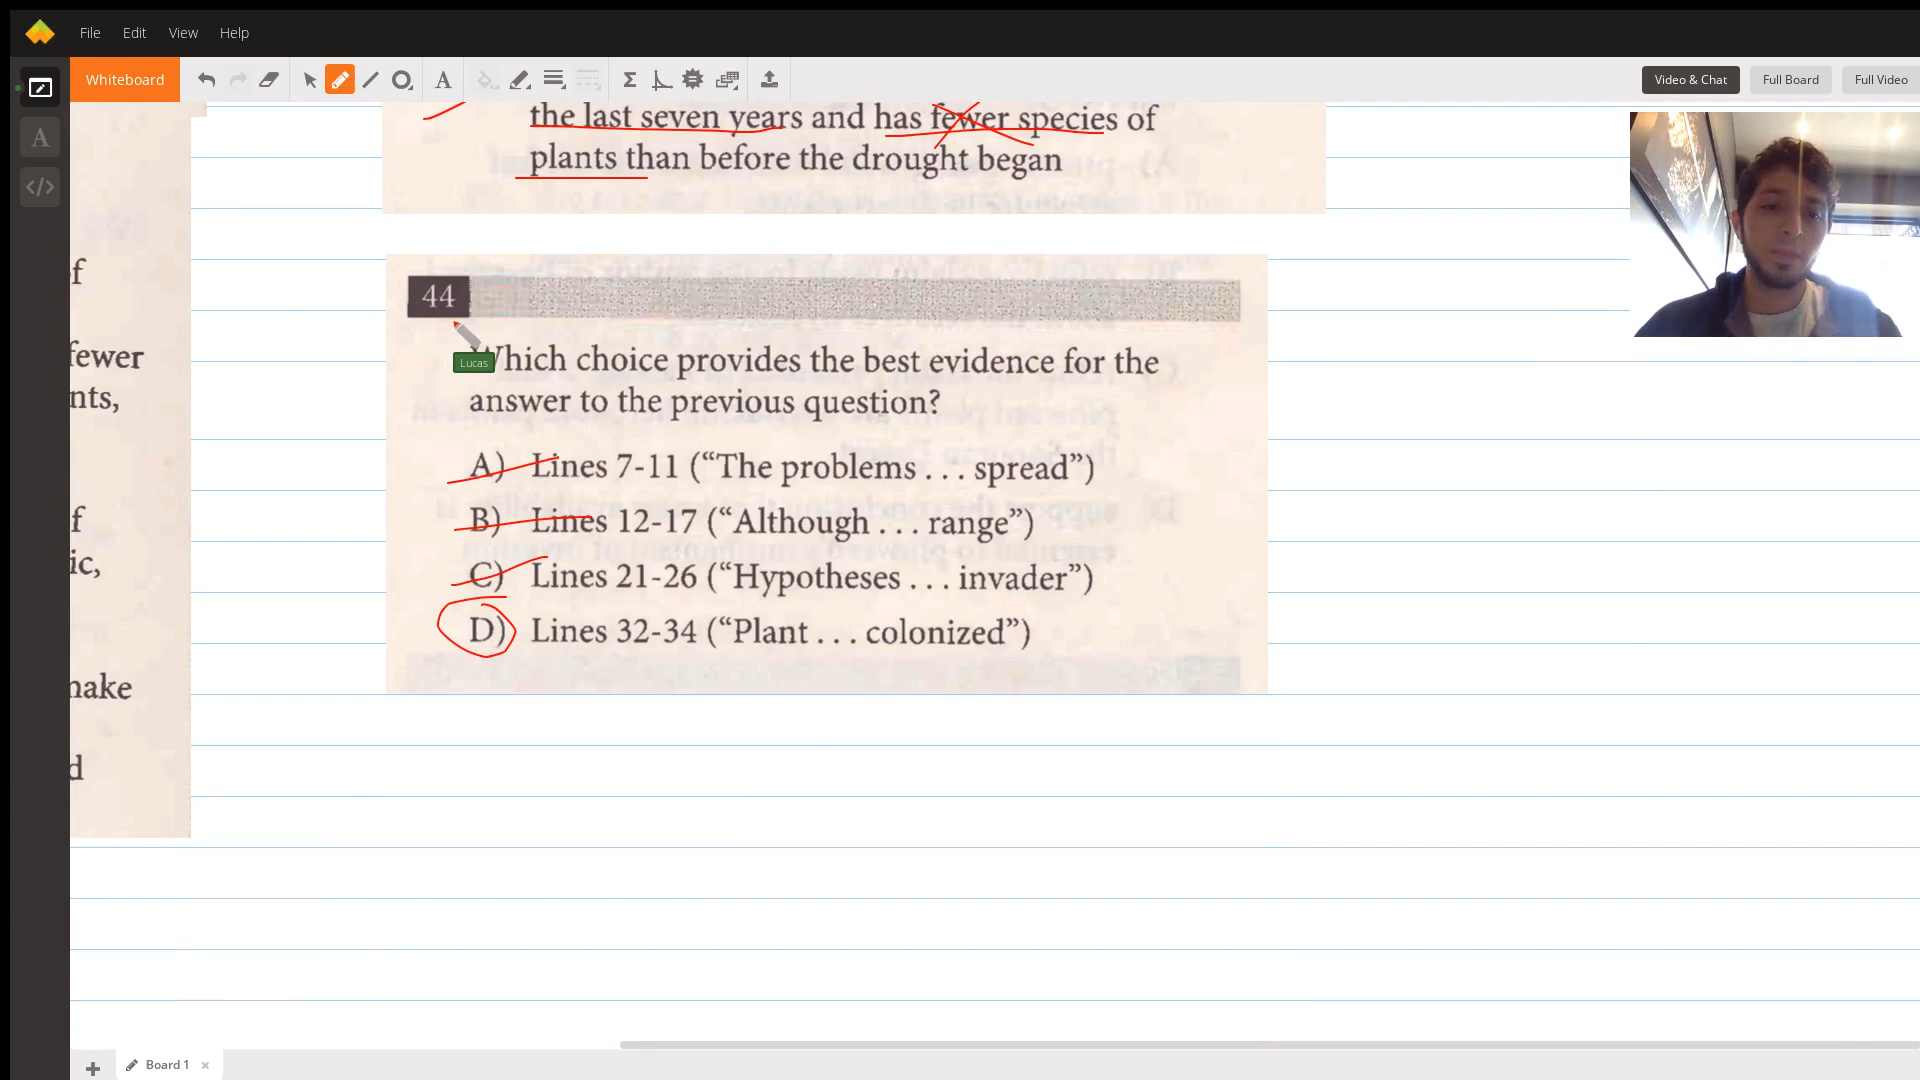 File Edit View Help
Whiteboard
Video & Chat Full Board Full Video
the last seven years and has fewer species of
plants than before the drought began
44
Lucas
Which choice provides the best evidence for the
answer to the previous question?
A) Lines 7-11 (“The problems . . . spread”)
B) Lines 12-17 (“Although . . . range”)
C) Lines 21-26 (“Hypotheses . . . invader”)
D) Lines 32-34 (“Plant . . . colonized”)
of
fewer
nts,
f
ic,
make
d
Board 1